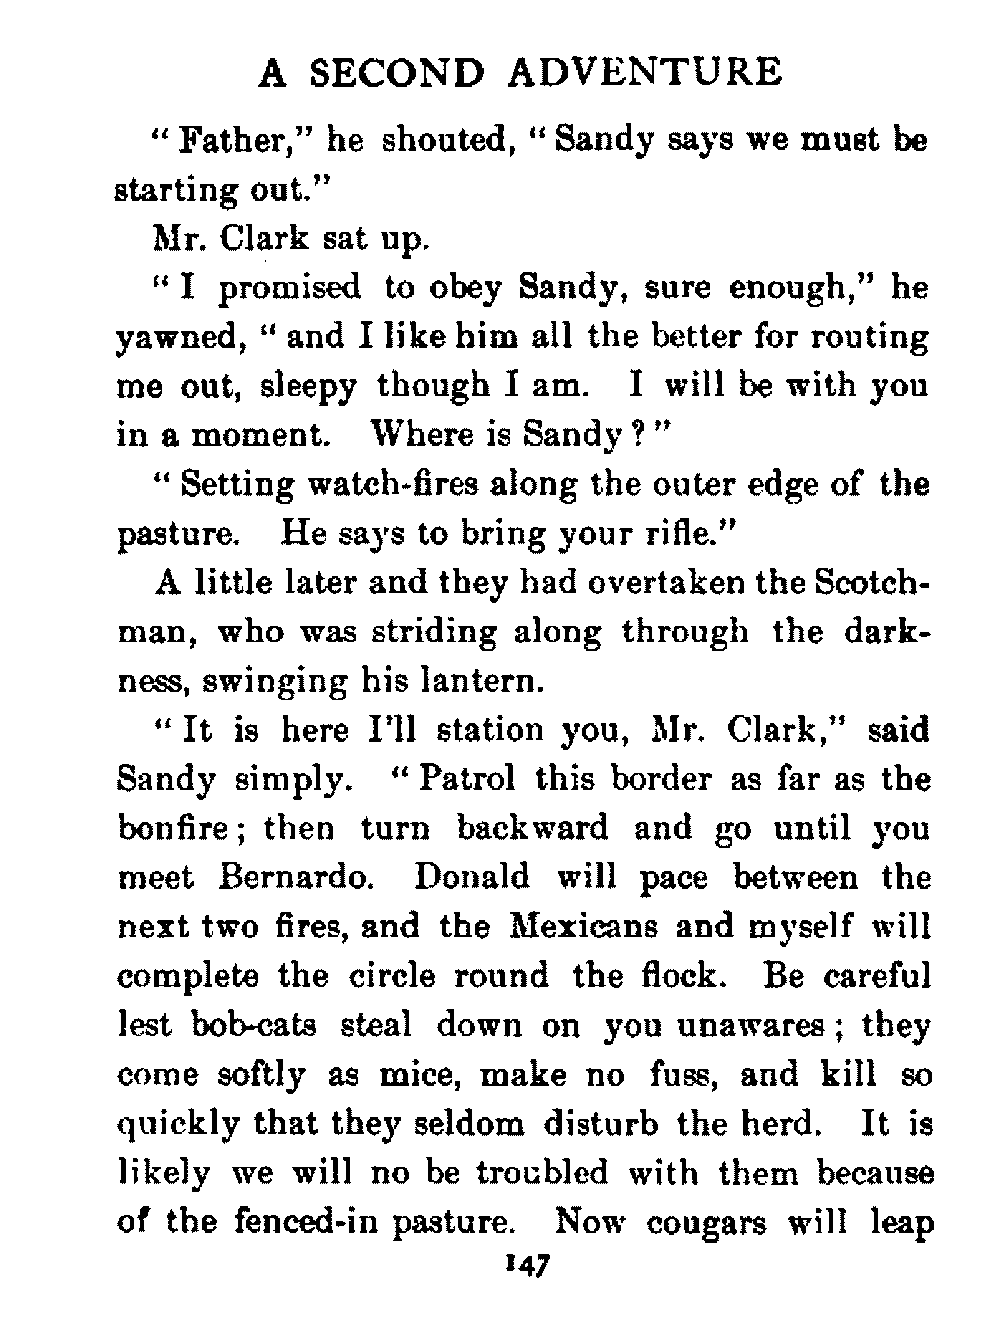 A SECOND ADVENTURE
“ Father,” he shouted, “ Sandy says we must be
starting out.”
Mr. Clark sat up.
“ I promised to obey Sandy, sure enough,” he
yawned, “ and I like him all the better for routing
me out, sleepy though I am. I will be with you
in a moment. Where is Sandy ? ”
“ Setting watch-fires along the outer edge of the
pasture. He says to bring your rifle.”
A little later and they had overtaken the Scotch-
man, who was striding along through the dark-
ness, swinging his lantern.
“ It is here I’ll station you, Mr. Clark,” said
Sandy simply. “ Patrol this border as far as the
bonfire ; then turn backward and go until you
meet Bernardo. Donald will pace between the
next two fires, and the Mexicans and myself will
complete the circle round the flock. Be careful
lest bob-cats steal down on you unawares ; they
come softly as mice, make no fuss, and kill so
quickly that they seldom disturb the herd. It is
likely we will no be troubled with them because
of the fenced-in pasture. Now cougars will leap
147